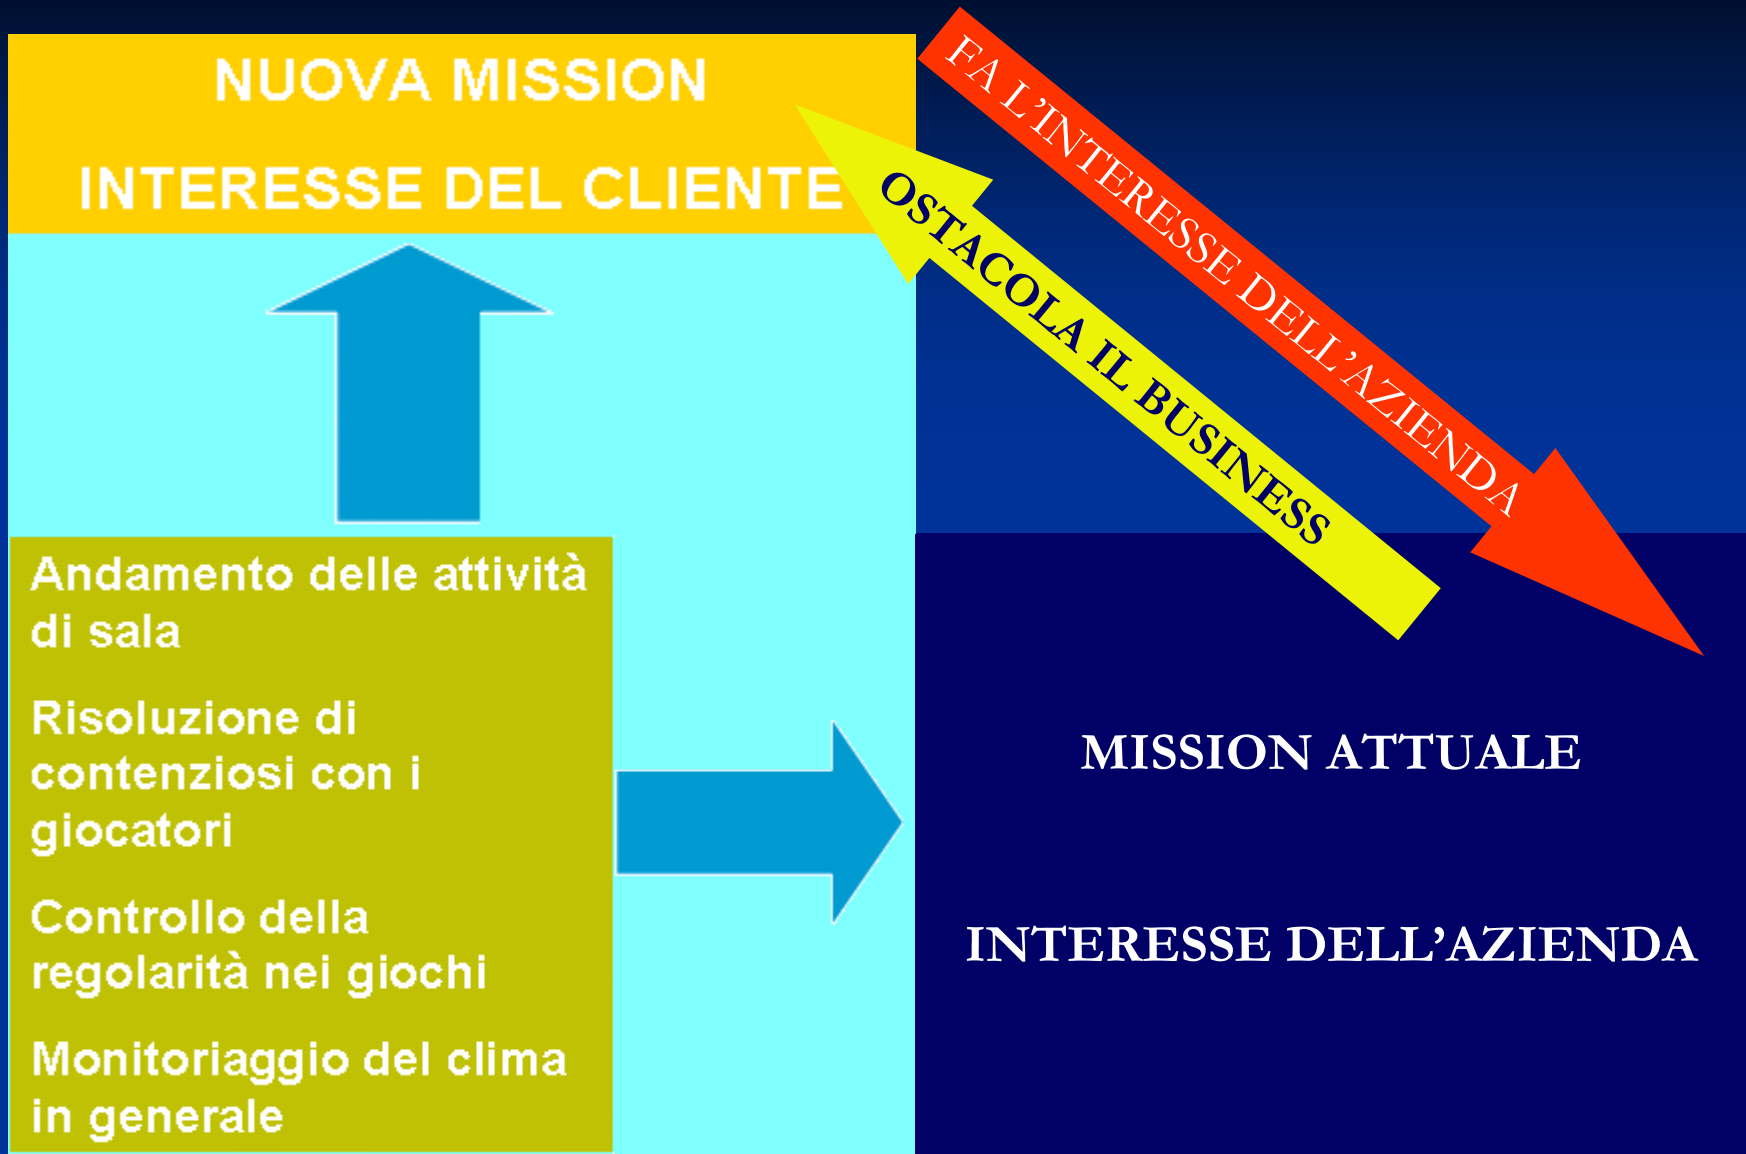 NUOVA MISSION
INTERESSE DEL CLIENTE
FA L’INTERESSE DELL’AZIENDA
OSTACOLA IL BUSINESS
Andamento delle attività
di sala
Risoluzione di
contenziosi con i
giocatori
Controllo della
regolarità nei giochi
Monitoriaggio del clima
in generale
MISSION ATTUALE
INTERESSE DELL’AZIENDA